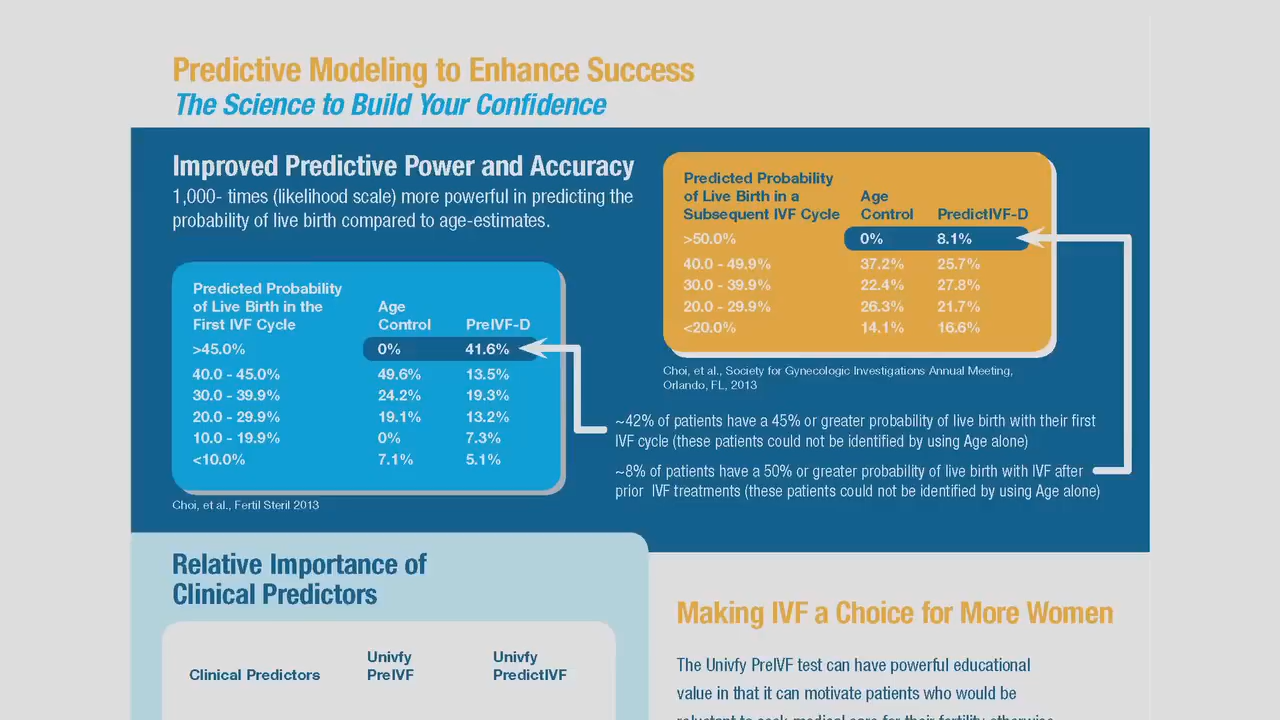 Predictive Modeling to Enhance Success
The Science to Build Your Confidence
Improved Predictive Power and Accuracy
1,000- times (likelihood scale) more powerful in predicting the
probability of live birth compared to age-estimates.
Predicted Probability
of Live Birth in the Age
First IVF Cycle Control PreIVF-D
>45.0% 0% 41.6%
40.0 - 45.0% 49.6% 13.5%
30.0 - 39.9% 24.2% 19.3%
20.0 - 29.9% 19.1% 13.2%
10.0 - 19.9% 0% 7.3%
<10.0% 7.1% 5.1%
Choi, et al., Fertil Steril 2013
Predicted Probability
of Live Birth in a Age
Subsequent IVF Cycle Control PredictIVF-D
>50.0% 0% 8.1%
40.0 - 49.9% 37.2% 25.7%
30.0 - 39.9% 22.4% 27.8%
20.0 - 29.9% 26.3% 21.7%
<20.0% 14.1% 16.6%
Choi, et al., Society for Gynecologic Investigations Annual Meeting,
Orlando, FL, 2013
~42% of patients have a 45% or greater probability of live birth with their first
IVF cycle (these patients could not be identified by using Age alone)
~8% of patients have a 50% or greater probability of live birth with IVF after
prior IVF treatments (these patients could not be identified by using Age alone)
Relative Importance of
Clinical Predictors
Univfy Univfy
Clinical Predictors PreIVF PredictIVF
Making IVF a Choice for More Women
The Univfy PreIVF test can have powerful educational
value in that it can motivate patients who would be
reluctant to seek medical care for their fertility otherwise